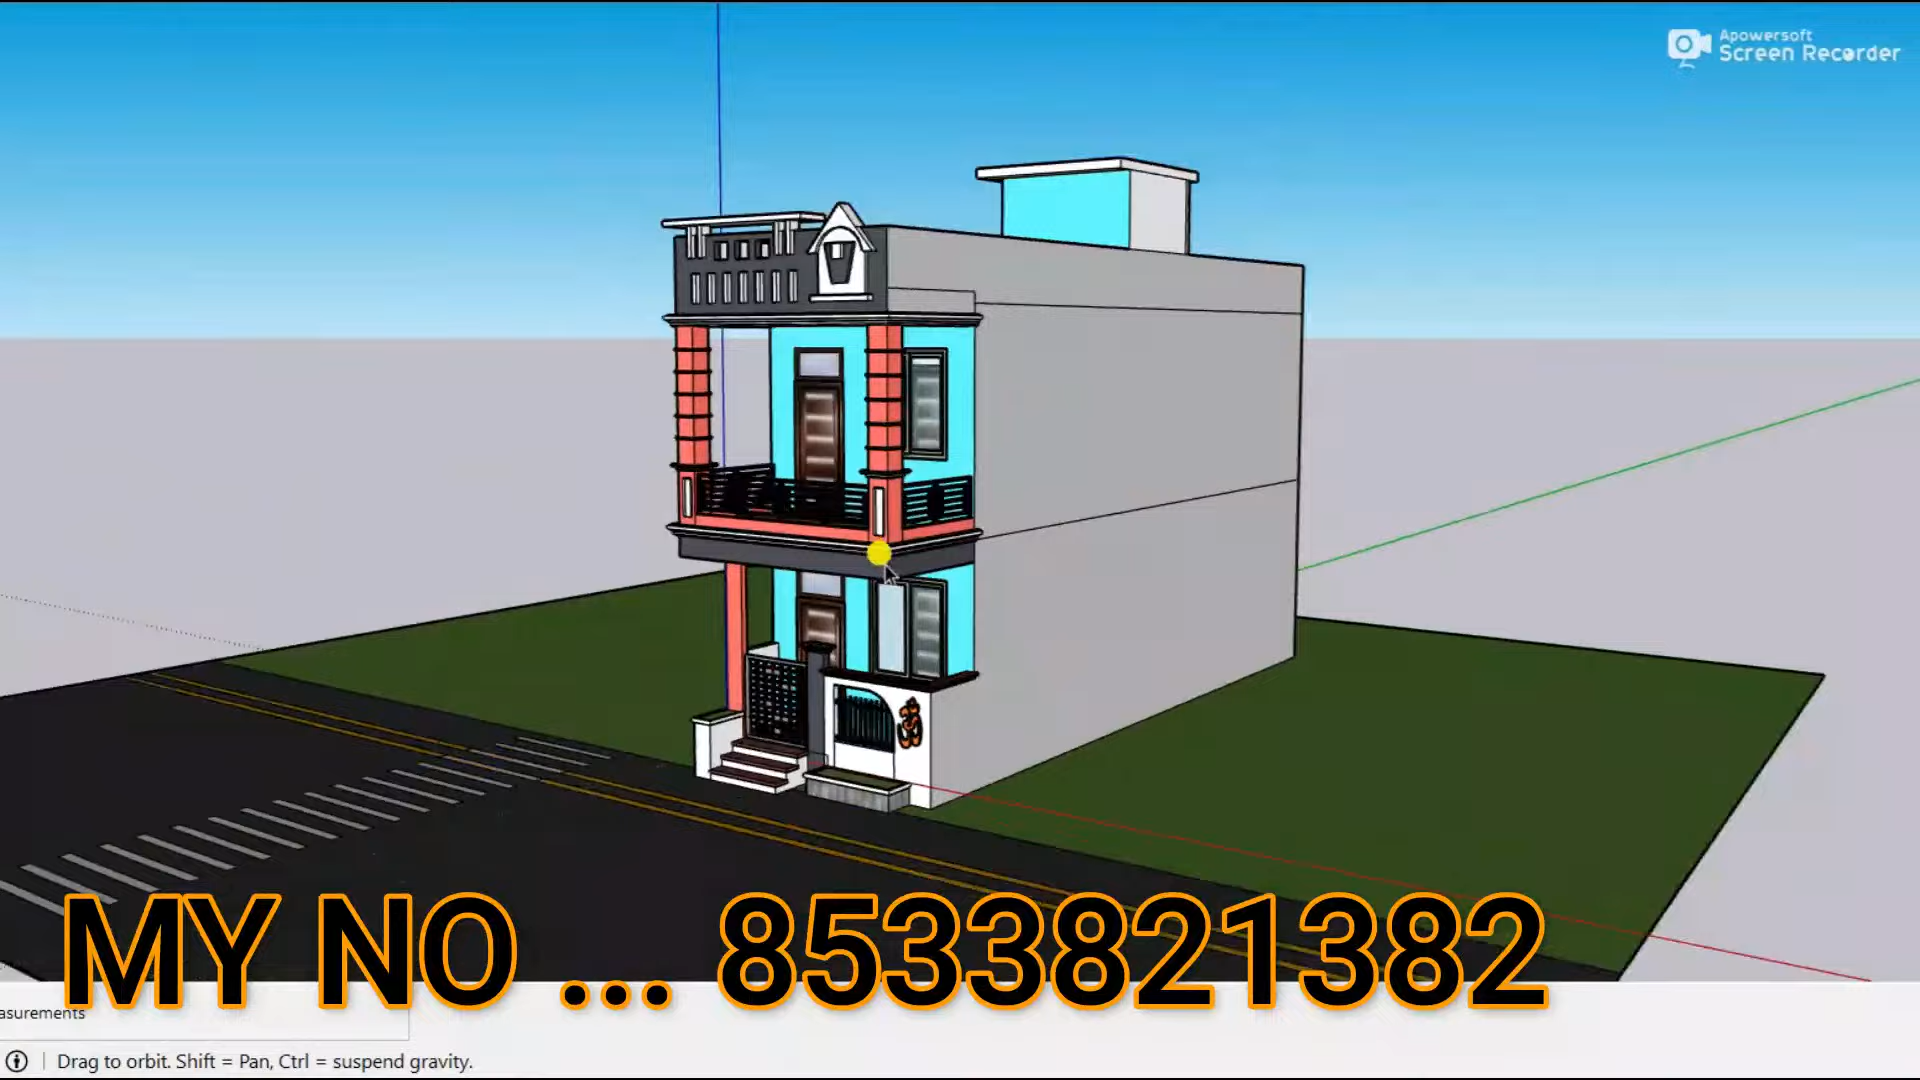 Apowersoft
Screen Recorder
MY NO ... 8533821382
asurements
Drag to orbit. Shift = Pan, Ctrl = suspend gravity.